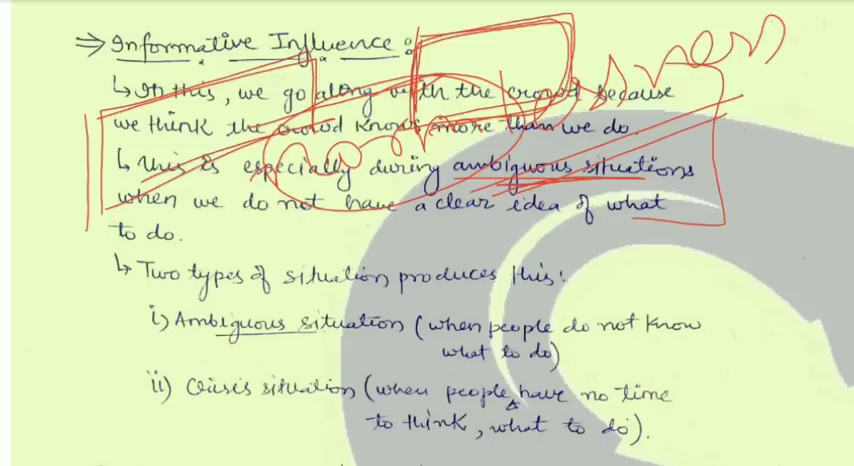 ⇒ Informative Influence :
↳ In this, we go along with the crowd because
we think the crowd knows more than we do.
↳ This is especially during ambiguous situations
when we do not have a clear idea of what
to do.
↳ Two types of situation produces this:
i) Ambiguous situation (when people do not know
what to do)
ii) Crisis situation (when people have no time
to think, what to do).